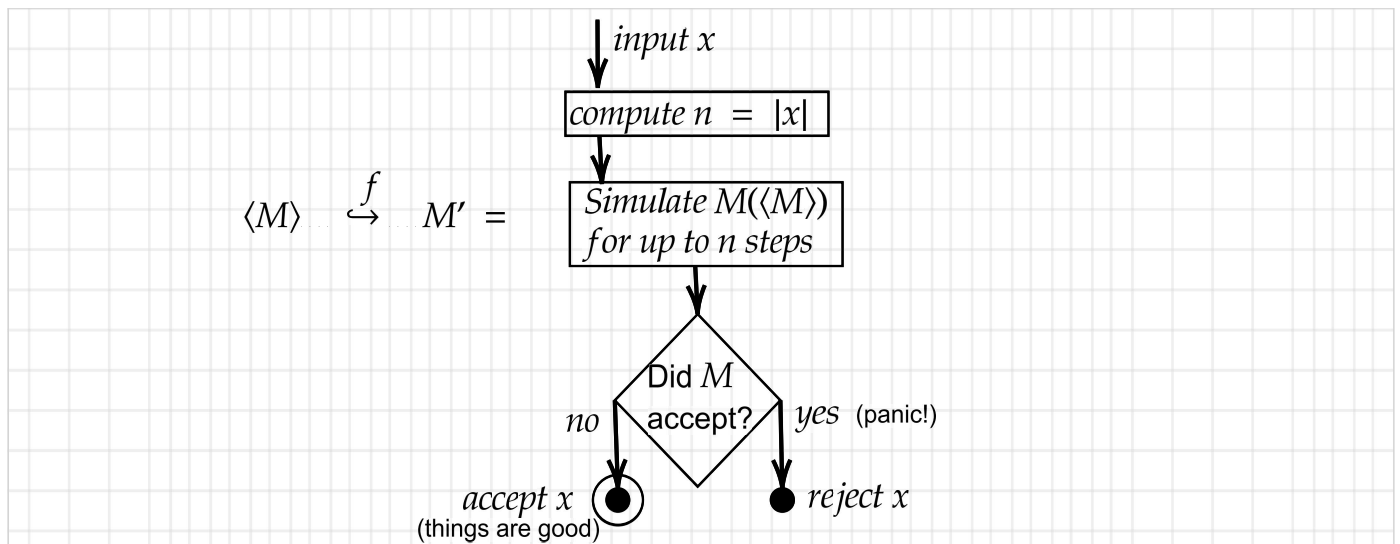 input x
compute n = |x|
f
⟨M⟩ ↪ M′ =
Simulate M(⟨M⟩)
for up to n steps
Did M
accept?
no
yes (panic!)
accept x
reject x
(things are good)